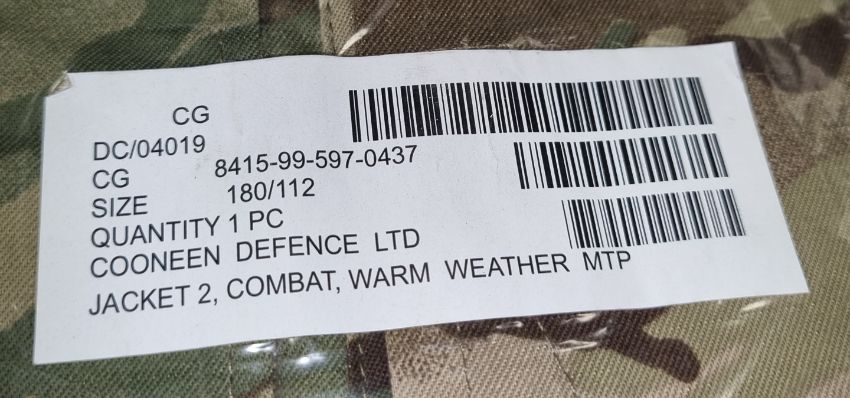 CG
DC/04019
CG 8415-99-597-0437
SIZE 180/112
QUANTITY 1 PC
COONEEN DEFENCE LTD
JACKET 2, COMBAT, WARM WEATHER MTP